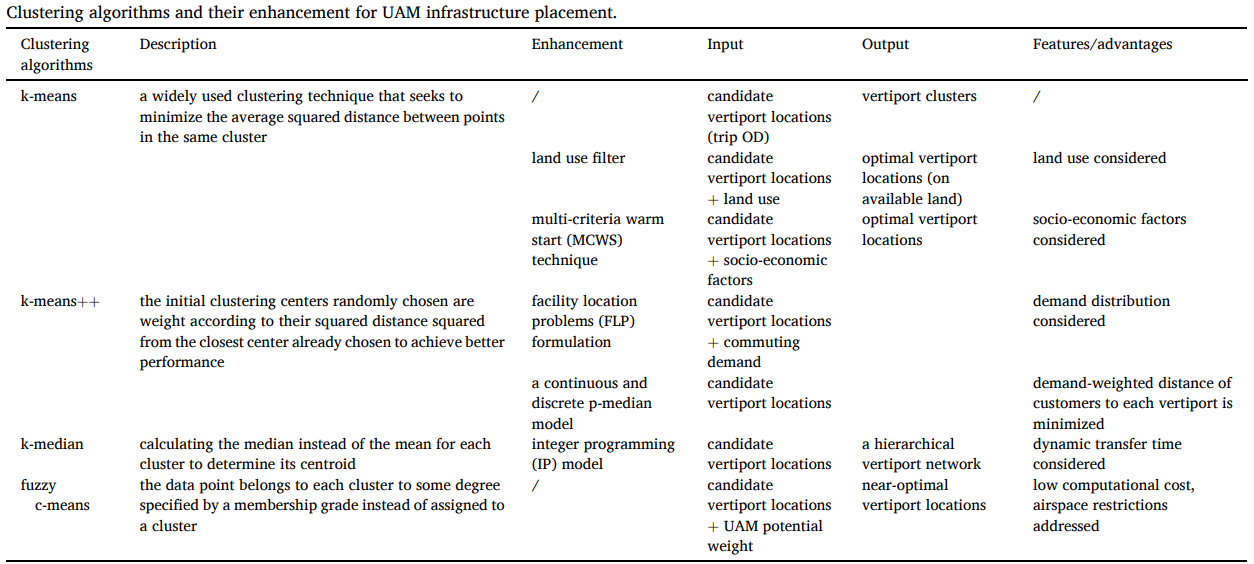 Clustering algorithms and their enhancement for UAM infrastructure placement.
Clustering Description Enhancement Input Output Features/advantages
algorithms
k-means a widely used clustering technique that seeks to / candidate vertiport clusters /
minimize the average squared distance between points vertiport locations
in the same cluster (trip OD)
land use filter candidate optimal vertiport land use considered
vertiport locations locations (on
+ land use available land)
multi-criteria warm candidate optimal vertiport socio-economic factors
start (MCWS) vertiport locations locations considered
technique + socio-economic
factors
k-means++ the initial clustering centers randomly chosen are facility location candidate demand distribution
weight according to their squared distance squared problems (FLP) vertiport locations considered
from the closest center already chosen to achieve better formulation + commuting
performance demand
a continuous and candidate demand-weighted distance of
discrete p-median vertiport locations customers to each vertiport is
model minimized
k-median calculating the median instead of the mean for each integer programming candidate a hierarchical dynamic transfer time
cluster to determine its centroid (IP) model vertiport locations vertiport network considered
fuzzy the data point belongs to each cluster to some degree / candidate near-optimal low computational cost,
c-means specified by a membership grade instead of assigned to vertiport locations vertiport locations airspace restrictions
a cluster + UAM potential addressed
weight